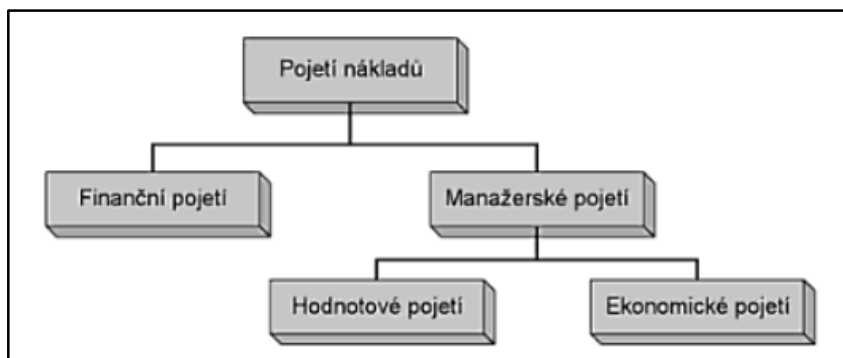 Pojetí nákladů
Finanční pojetí
Manažerské pojetí
Hodnotové pojetí
Ekonomické pojetí